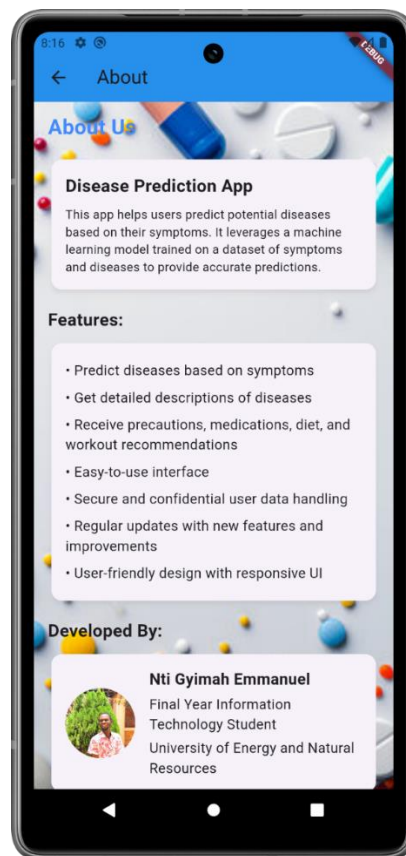 8:16
DEBUG
About
About Us
Disease Prediction App
This app helps users predict potential diseases
based on their symptoms. It leverages a machine
learning model trained on a dataset of symptoms
and diseases to provide accurate predictions.
Features:
• Predict diseases based on symptoms
• Get detailed descriptions of diseases
• Receive precautions, medications, diet, and
workout recommendations
• Easy-to-use interface
• Secure and confidential user data handling
• Regular updates with new features and
improvements
• User-friendly design with responsive UI
Developed By:
Nti Gyimah Emmanuel
Final Year Information
Technology Student
University of Energy and Natural
Resources